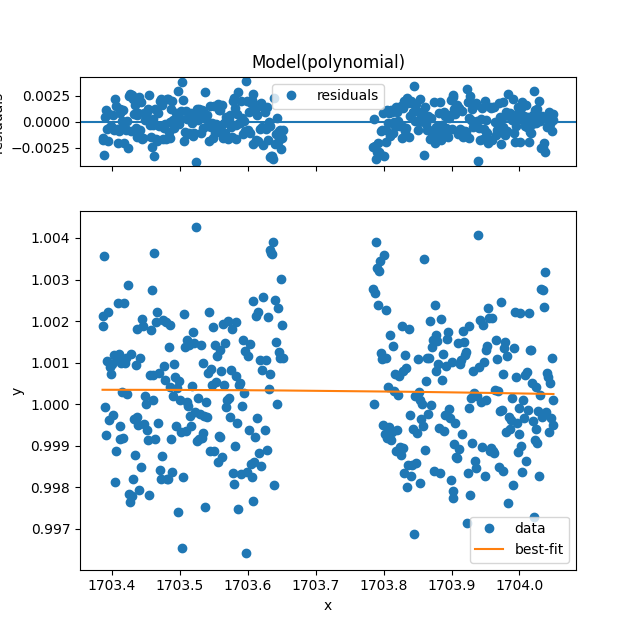 Model(polynomial)
0.0025
0.0000
−0.0025
residuals
residuals
1.004
1.003
1.002
1.001
1.000
0.999
0.998
0.997
y
data
best-fit
1703.4 1703.5 1703.6 1703.7 1703.8 1703.9 1704.0
x